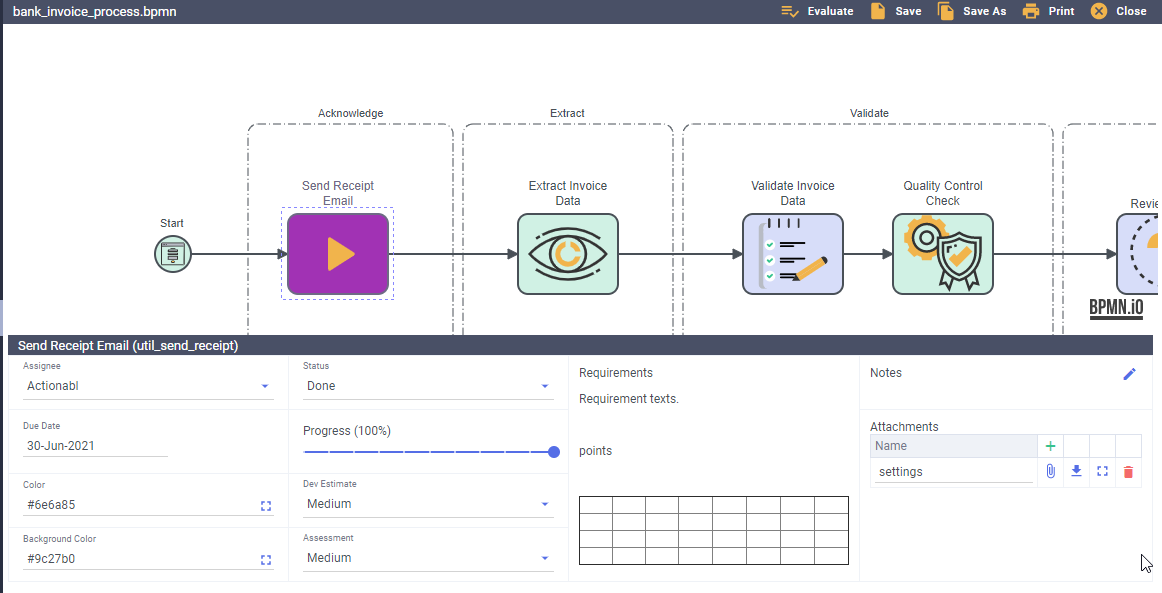 bank_invoice_process.bpmn
Evaluate
Save
Save As
Print
Close
Acknowledge
Extract
Validate
Send Receipt
Email
Extract Invoice
Data
Validate Invoice
Data
Quality Control
Check
Start
BPMN.iO
Send Receipt Email (util_send_receipt)
Assignee
Actionabl
Due Date
30-Jun-2021
Color
#6e6a85
Background Color
#9c27b0
Status
Done
Progress (100%)
Dev Estimate
Medium
Assessment
Medium
Requirements
Requirement texts.
points
Notes
Attachments
Name
settings